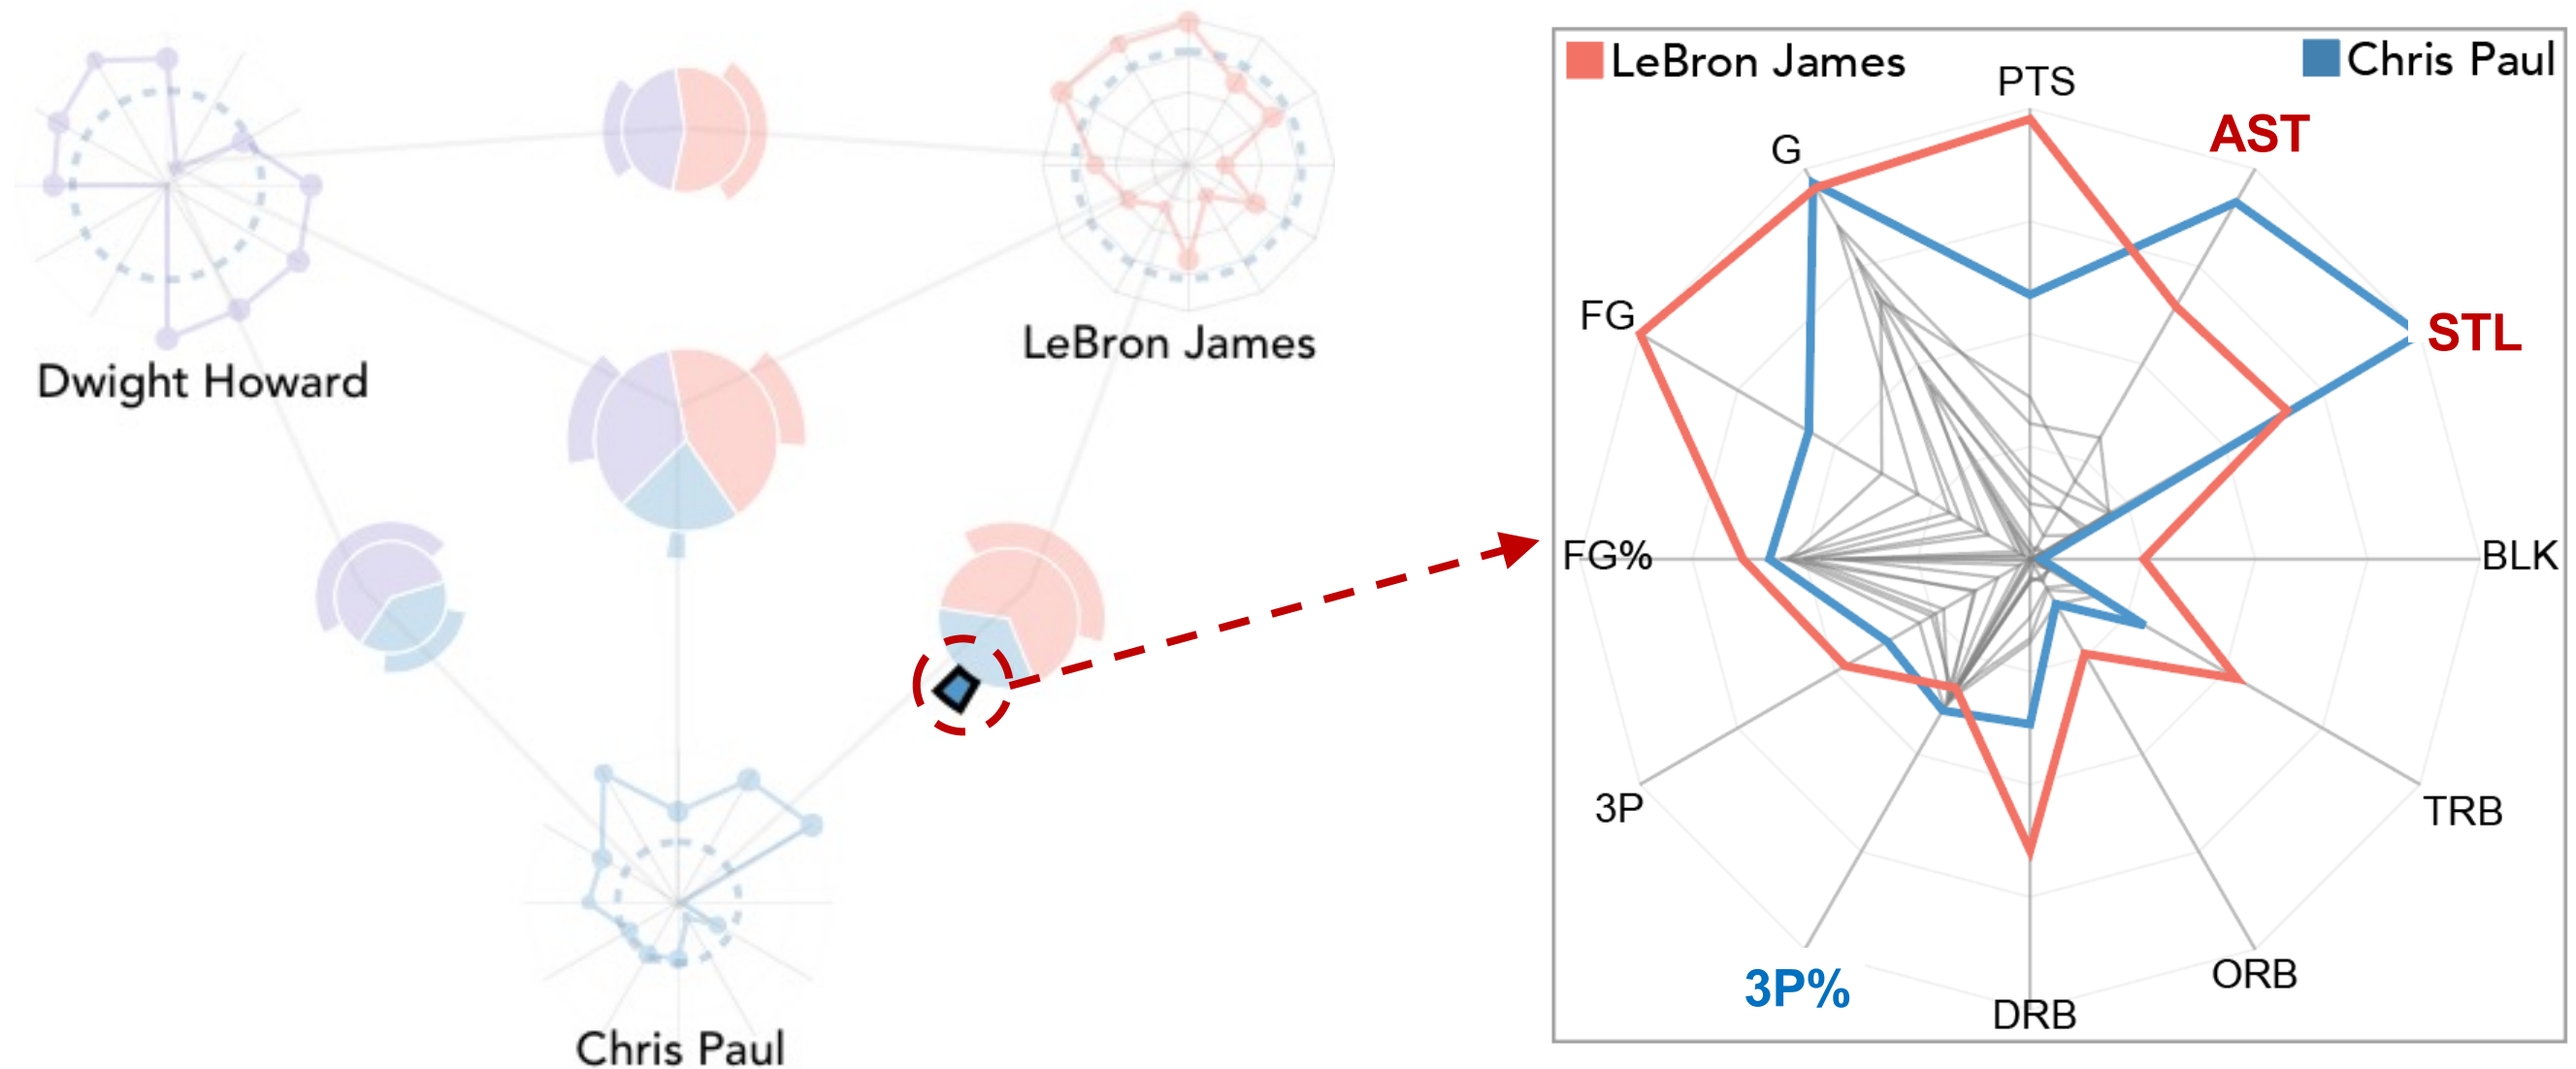 Dwight Howard
LeBron James
Chris Paul
LeBron James
Chris Paul
PTS
AST
G
STL
FG
FG%
BLK
3P
TRB
3P%
ORB
DRB